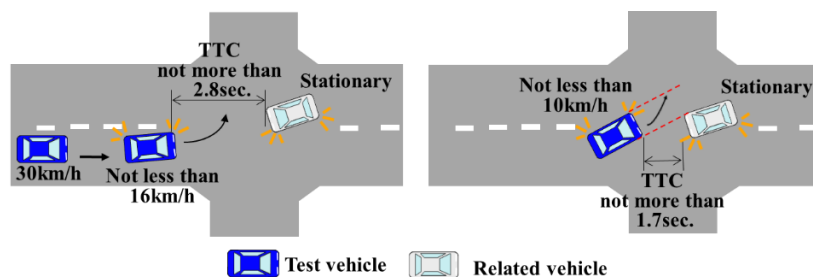 TTC
not more than
2.8sec.
Stationary
30km/h
Not less than
16km/h
Not less than
10km/h
Stationary
TTC
not more than
1.7sec.
Test vehicle
Related vehicle